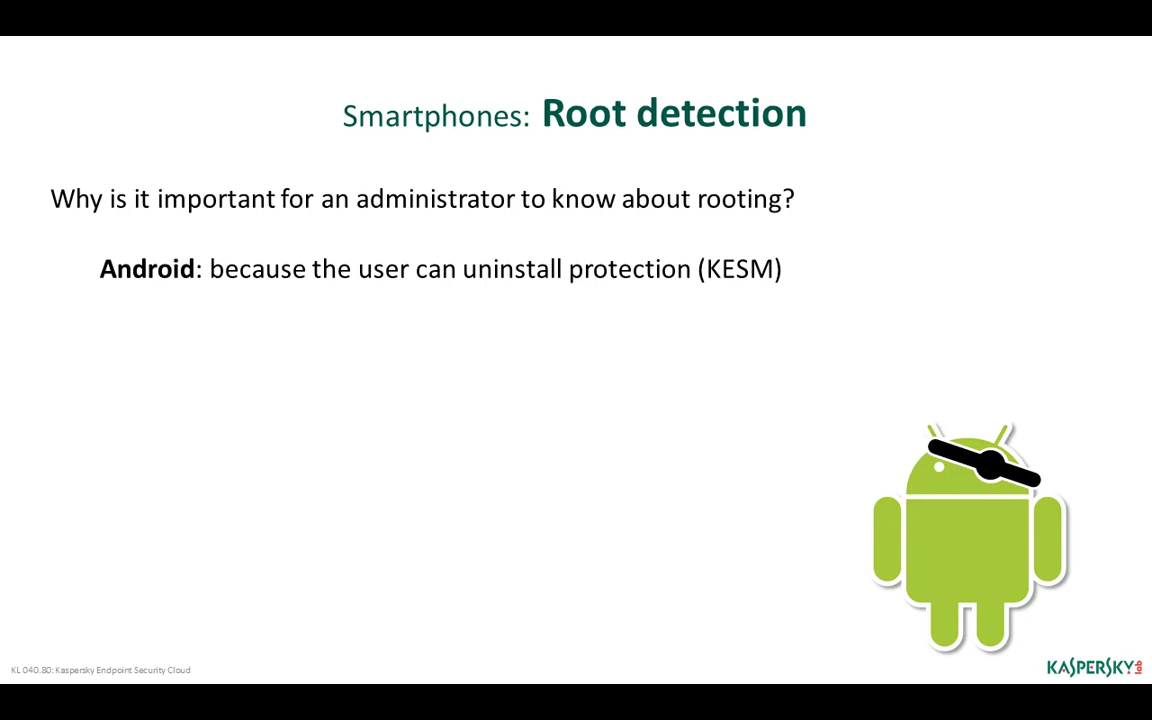 Smartphones: Root detection
Why is it important for an administrator to know about rooting?
Android: because the user can uninstall protection (KESM)
KL 040.80: Kaspersky Endpoint Security Cloud
KASPERSKY lab